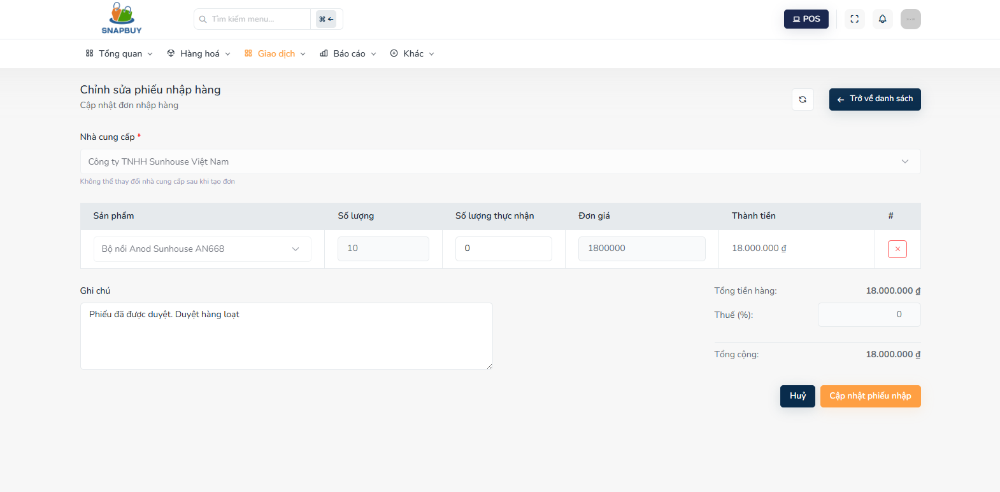 SNAPBUY
Tìm kiếm menu...
⌘ ←
POS
Tổng quan
Hàng hoá
Giao dịch
Báo cáo
Khác
Chỉnh sửa phiếu nhập hàng
Cập nhật đơn nhập hàng
Trở về danh sách
Nhà cung cấp *
Công ty TNHH Sunhouse Việt Nam
Không thể thay đổi nhà cung cấp sau khi tạo đơn
Sản phẩm Số lượng Số lượng thực nhận Đơn giá Thành tiền #
Bộ nồi Anod Sunhouse AN668 10 0 1800000 18.000.000 ₫
Ghi chú
Phiếu đã được duyệt. Duyệt hàng loạt
Tổng tiền hàng: 18.000.000 ₫
Thuế (%): 0
Tổng cộng: 18.000.000 ₫
Huỷ
Cập nhật phiếu nhập